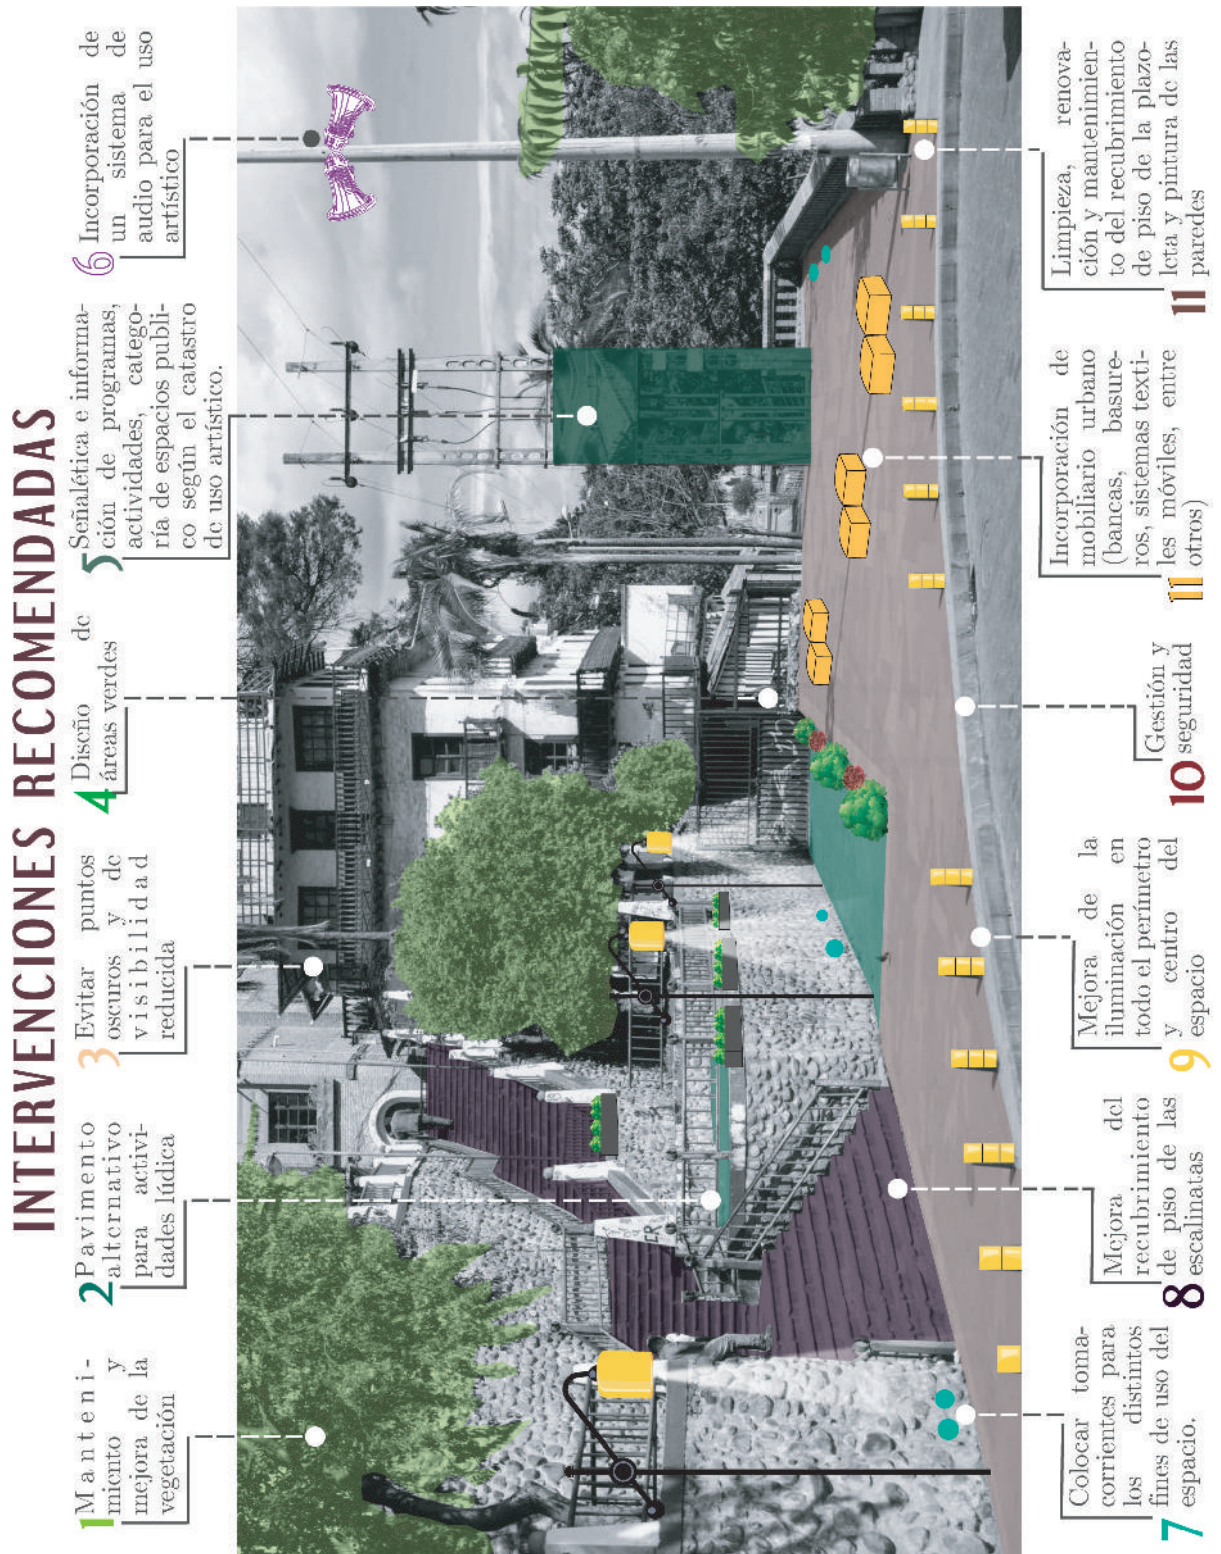 INTERVENCIONES RECOMENDADAS
1 Manteni-
miento y
mejora de la
vegetación
2 Pavimento
alternativo
para activi-
dades lúdica
3 Evitar puntos
oscuros y de
visibilidad
reducida
4 Diseño de
áreas verdes
5 Señalética e informa-
ción de programas,
actividades, catego-
ría de espacios publi-
co según el catastro
de uso artístico.
6 Incorporación de
un sistema de
audio para el uso
artístico
7 Colocar toma-
corrientes para
los distintos
fines de uso del
espacio.
8 Mejora del
recubrimiento
de piso de las
escalinatas
9 Mejora de la
iluminación en
todo el perímetro
y centro del
espacio
10 Gestión y
seguridad
11 Incorporación de
mobiliario urbano
(bancas, basure-
ros, sistemas texti-
les móviles, entre
otros)
11 Limpieza, renova-
ción y mantenimien-
to del recubrimiento
de piso de la plazo-
leta y pintura de las
paredes